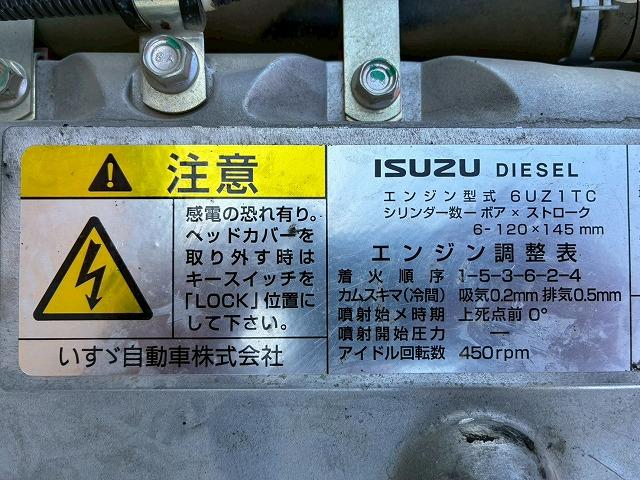 注意
感電の恐れ有り。
ヘッドカバーを
取り外す時は
キースイッチを
「LOCK」位置に
して下さい。
いすゞ自動車株式会社
ISUZU DIESEL
エンジン型式 6UZ1TC
シリンダー数－ボア×ストローク
6-120×145mm
エンジン調整表
着火順序 1-5-3-6-2-4
カムスキマ(冷間) 吸気0.2mm 排気0.5mm
噴射始メ時期 上死点前 0°
噴射開始圧力 ―
アイドル回転数 450rpm